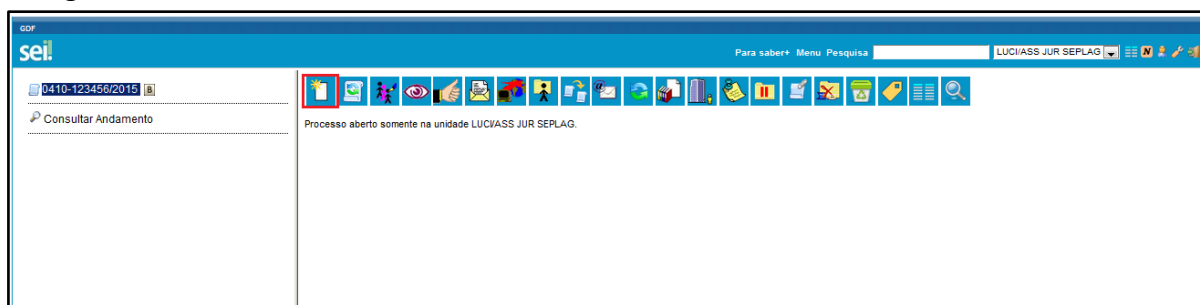 GDF
sei!
Para saber+ Menu Pesquisa
LUCI/ASS JUR SEPLAG
N
0410-123456/2015
B
Consultar Andamento
Processo aberto somente na unidade LUCI/ASS JUR SEPLAG.